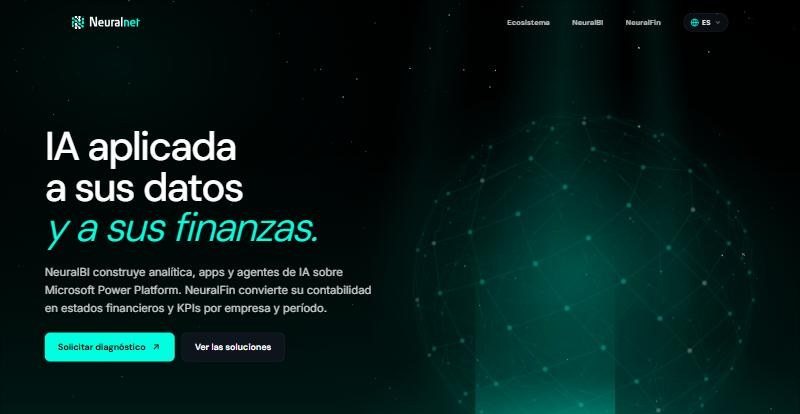 Neuralnet
Ecosistema
NeuralBI
NeuralFin
ES
IA aplicada
a sus datos
y a sus finanzas.
NeuralBI construye analítica, apps y agentes de IA sobre
Microsoft Power Platform. NeuralFin convierte su contabilidad
en estados financieros y KPIs por empresa y período.
Solicitar diagnóstico ↗
Ver las soluciones